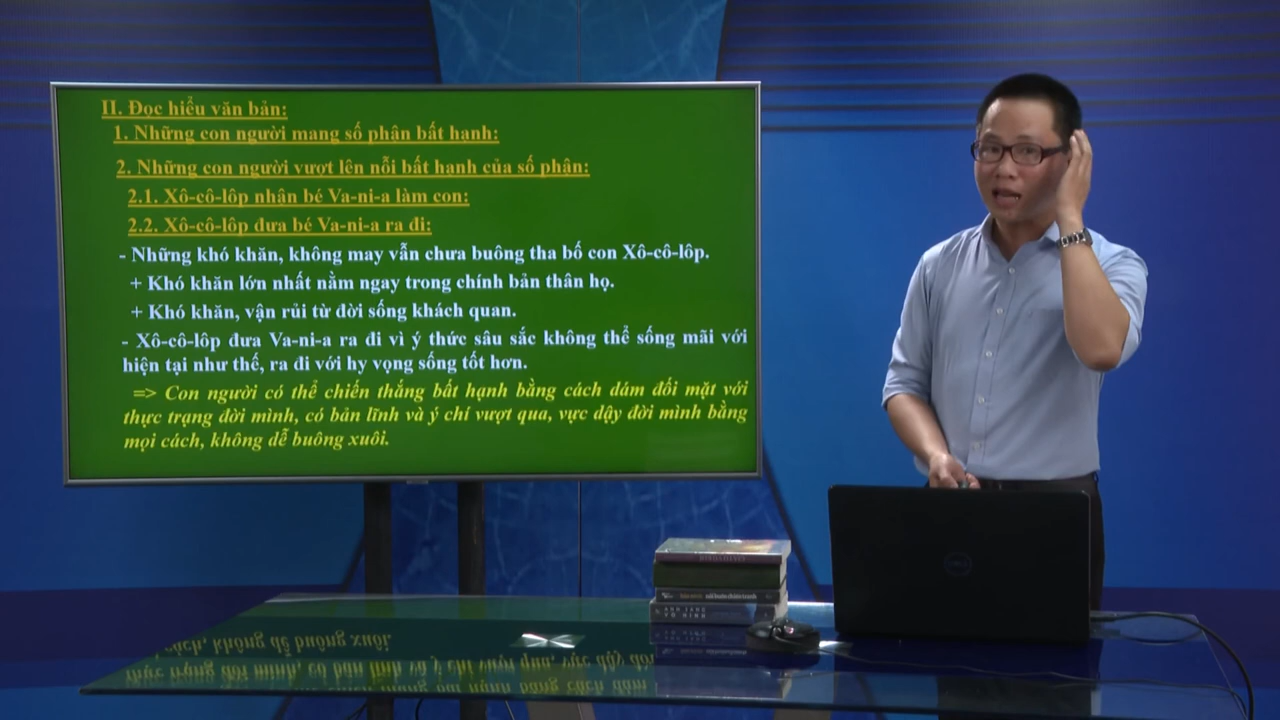 II. Đọc hiểu văn bản:
1. Những con người mang số phận bất hạnh:
2. Những con người vượt lên nỗi bất hạnh của số phận:
2.1. Xô-cô-lôp nhận bé Va-ni-a làm con:
2.2. Xô-cô-lôp đưa bé Va-ni-a ra đi:
- Những khó khăn, không may vẫn chưa buông tha bố con Xô-cô-lôp.
+ Khó khăn lớn nhất nằm ngay trong chính bản thân họ.
+ Khó khăn, vận rủi từ đời sống khách quan.
- Xô-cô-lôp đưa Va-ni-a ra đi vì ý thức sâu sắc không thể sống mãi với
hiện tại như thế, ra đi với hy vọng sống tốt hơn.
=> Con người có thể chiến thắng bất hạnh bằng cách dám đối mặt với
thực trạng đời mình, có bản lĩnh và ý chí vượt qua, vực dậy đời mình bằng
mọi cách, không dễ buông xuôi.
DELL